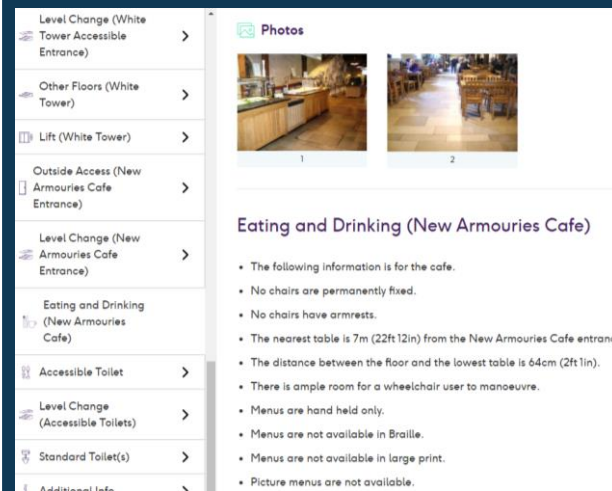 Level Change (White
Tower Accessible
Entrance)
Other Floors (White
Tower)
Lift (White Tower)
Outside Access (New
Armouries Cafe
Entrance)
Level Change (New
Armouries Cafe
Entrance)
Eating and Drinking
(New Armouries
Cafe)
Accessible Toilet
Level Change
(Accessible Toilets)
Standard Toilet(s)
Additional Info
Photos
1
2
Eating and Drinking (New Armouries Cafe)
• The following information is for the cafe.
• No chairs are permanently fixed.
• No chairs have armrests.
• The nearest table is 7m (22ft 12in) from the New Armouries Cafe entranc
• The distance between the floor and the lowest table is 64cm (2ft 1in).
• There is ample room for a wheelchair user to manoeuvre.
• Menus are hand held only.
• Menus are not available in Braille.
• Menus are not available in large print.
• Picture menus are not available.